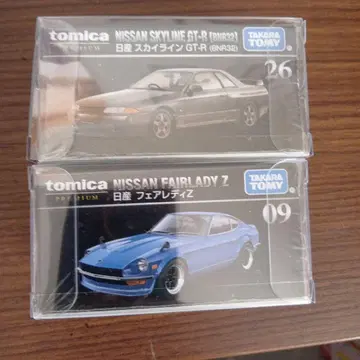 tomica
PREMIUM
NISSAN SKYLINE GT-R [BNR32]
日産 スカイライン GT-R (BNR32)
TAKARA
TOMY
26
tomica
PREMIUM
NISSAN FAIRLADY Z
日産 フェアレディZ
TAKARA
TOMY
09